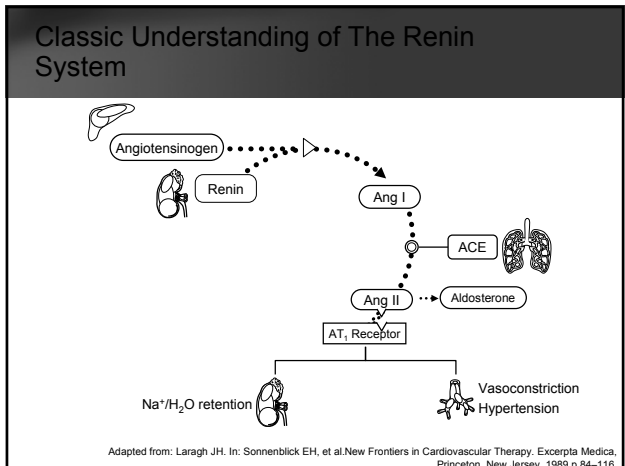 Classic Understanding of The Renin
System
Angiotensinogen
Renin
Ang I
ACE
Ang II
Aldosterone
AT₁ Receptor
Na⁺/H₂O retention
Vasoconstriction
Hypertension
Adapted from: Laragh JH. In: Sonnenblick EH, et al.New Frontiers in Cardiovascular Therapy. Excerpta Medica,
Princeton, New Jersey, 1989 p 84–116.